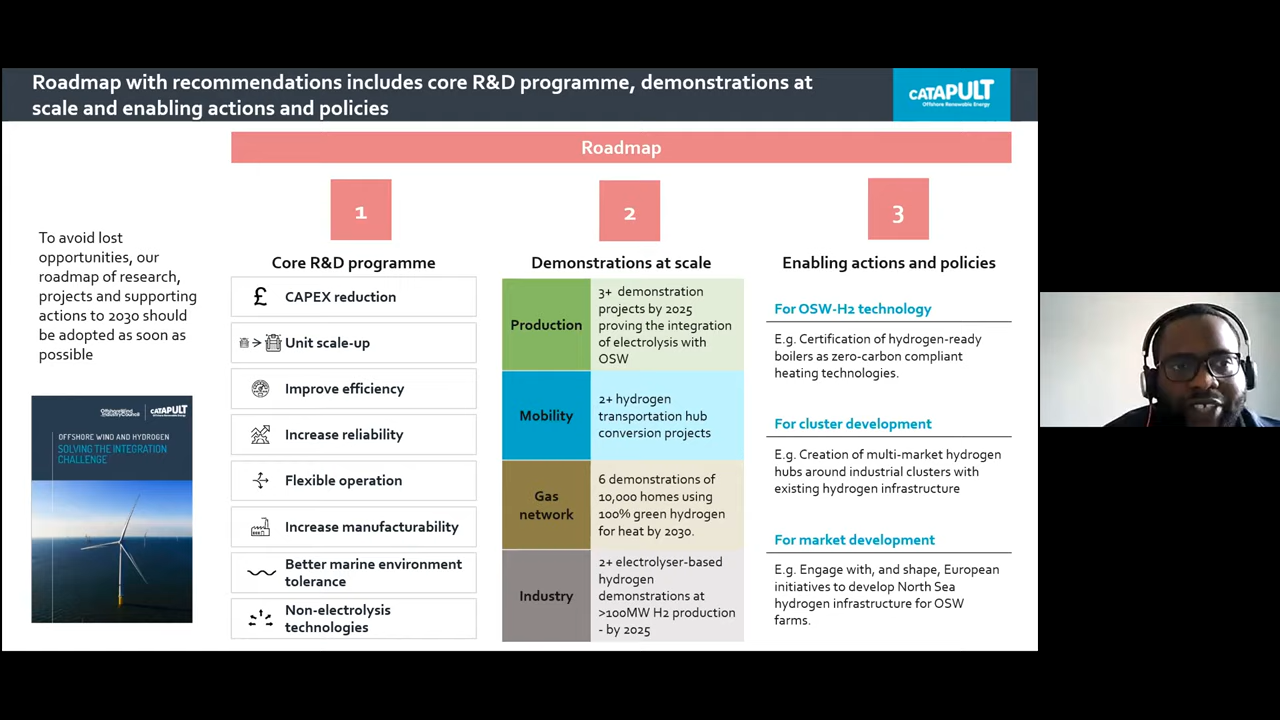 Roadmap with recommendations includes core R&D programme, demonstrations at
scale and enabling actions and policies
CATAPULT
Offshore Renewable Energy
Roadmap
To avoid lost
opportunities, our
roadmap of research,
projects and supporting
actions to 2030 should
be adopted as soon as
possible
OffshoreWind
IndustryCouncil
CATAPULT
OFFSHORE WIND AND HYDROGEN
SOLVING THE INTEGRATION
CHALLENGE
1
Core R&D programme
£
CAPEX reduction
Unit scale-up
Improve efficiency
Increase reliability
Flexible operation
Increase manufacturability
Better marine environment
tolerance
Non-electrolysis
technologies
2
Demonstrations at scale
Production
3+ demonstration
projects by 2025
proving the integration
of electrolysis with
OSW
Mobility
2+ hydrogen
transportation hub
conversion projects
Gas
network
6 demonstrations of
10,000 homes using
100% green hydrogen
for heat by 2030.
Industry
2+ electrolyser-based
hydrogen
demonstrations at
>100MW H2 production
- by 2025
3
Enabling actions and policies
For OSW-H2 technology
E.g. Certification of hydrogen-ready
boilers as zero-carbon compliant
heating technologies.
For cluster development
E.g. Creation of multi-market hydrogen
hubs around industrial clusters with
existing hydrogen infrastructure
For market development
E.g. Engage with, and shape, European
initiatives to develop North Sea
hydrogen infrastructure for OSW
farms.